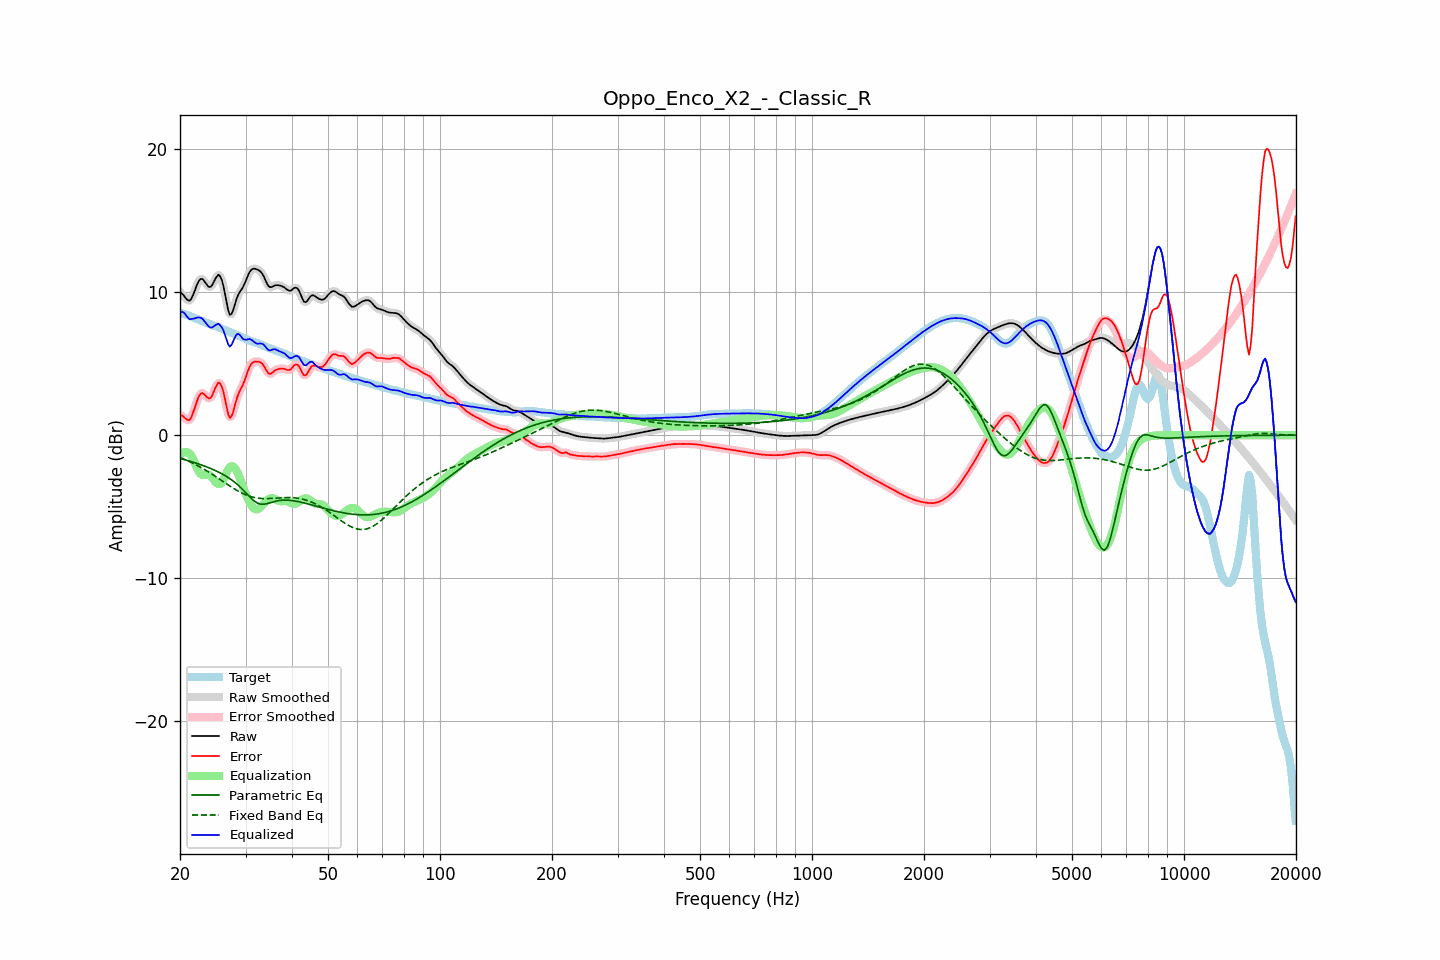 Oppo_Enco_X2_-_Classic_R
Amplitude (dBr)
20
10
0
−10
−20
Target
Raw Smoothed
Error Smoothed
Raw
Error
Equalization
Parametric Eq
Fixed Band Eq
Equalized
20 50 100 200 500 1000 2000 5000 10000 20000
Frequency (Hz)